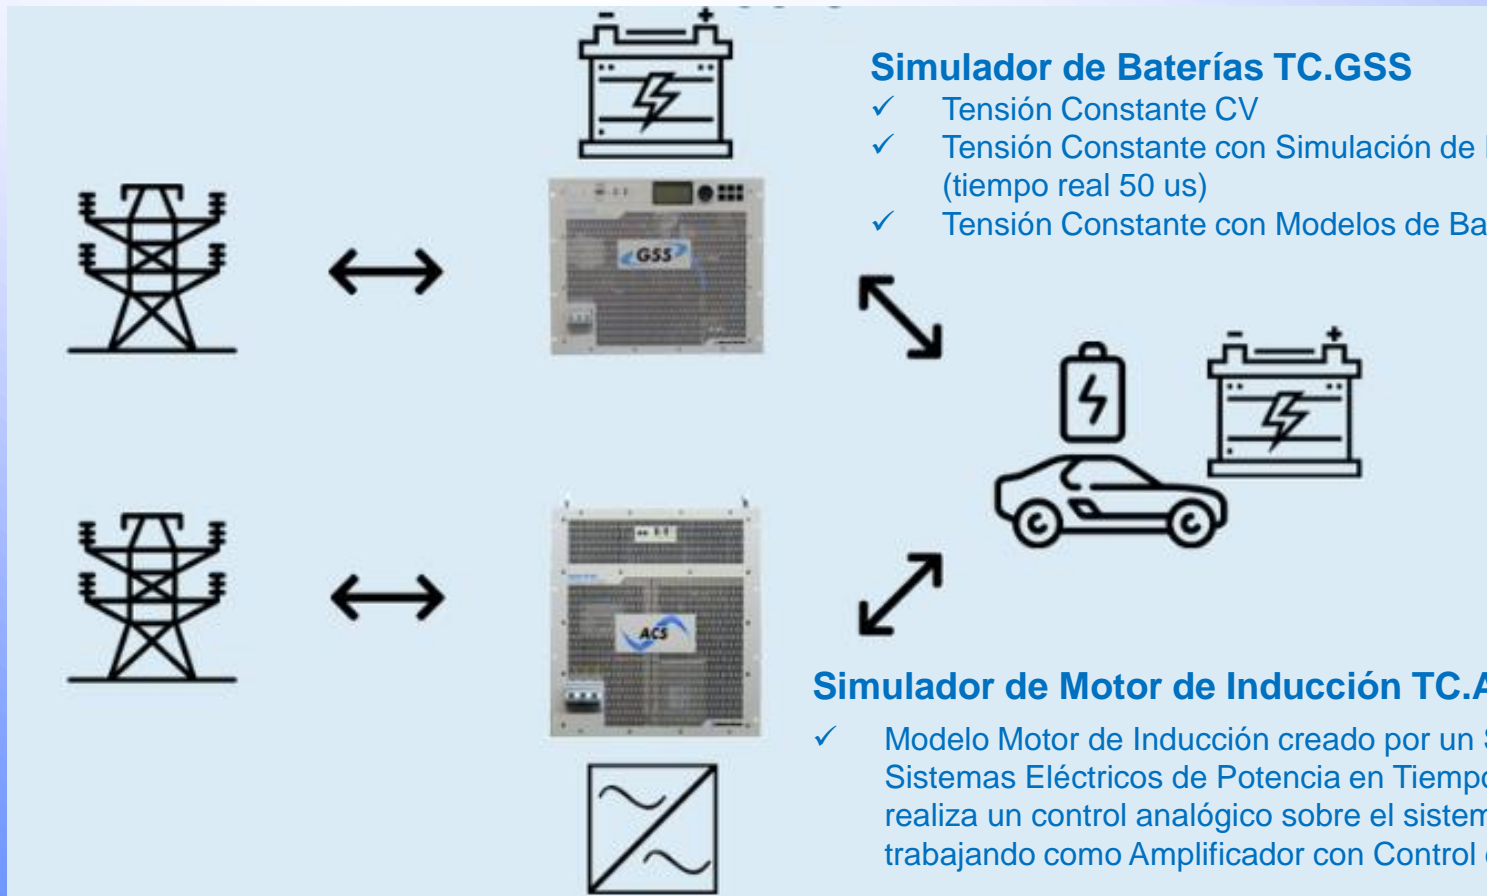 Simulador de Baterías TC.GSS
✓ Tensión Constante CV
✓ Tensión Constante con Simulación de
(tiempo real 50 us)
✓ Tensión Constante con Modelos de Ba
GSS
ACS
Simulador de Motor de Inducción TC.A
✓ Modelo Motor de Inducción creado por un S
Sistemas Eléctricos de Potencia en Tiempo
realiza un control analógico sobre el sistem
trabajando como Amplificador con Control